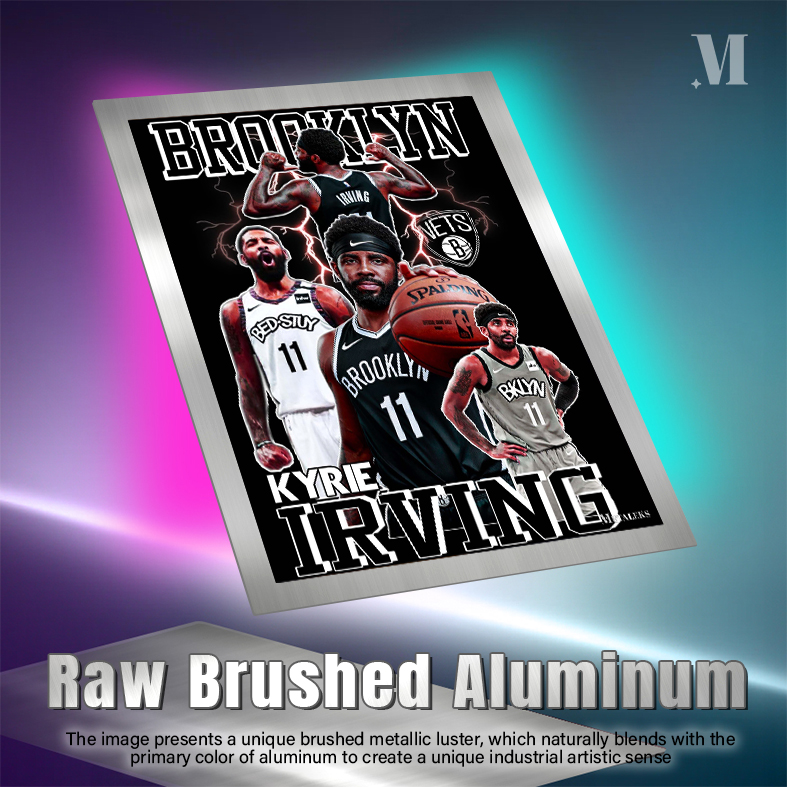 M
BROOKLYN
IRVING
11
NETS
B
SPALDING
BED-STUY
11
BROOKLYN
11
BKLYN
11
KYRIE
IRVING
METALEKS
Raw Brushed Aluminum
The image presents a unique brushed metallic luster, which naturally blends with the
primary color of aluminum to create a unique industrial artistic sense